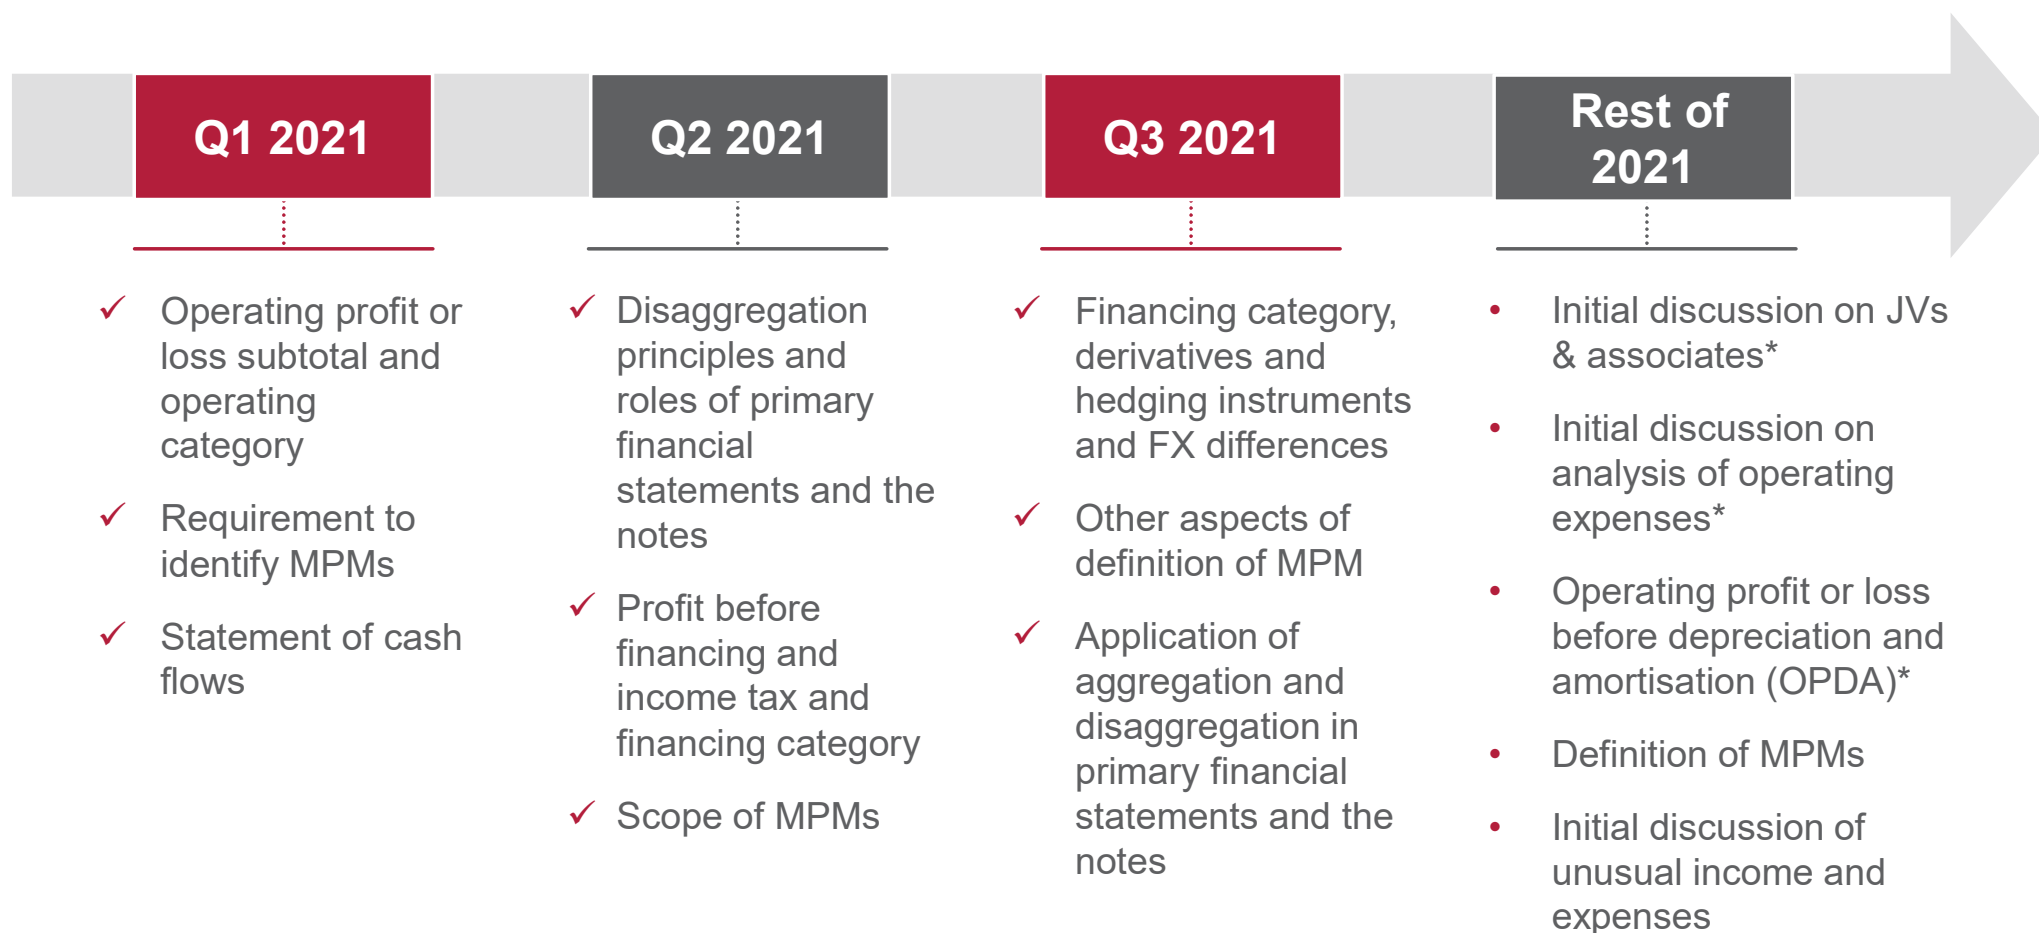 Q1 2021
Q2 2021
Q3 2021
Rest of
2021
✓ Operating profit or
loss subtotal and
operating
category
✓ Requirement to
identify MPMs
✓ Statement of cash
flows
✓ Disaggregation
principles and
roles of primary
financial
statements and the
notes
✓ Profit before
financing and
income tax and
financing category
✓ Scope of MPMs
✓ Financing category,
derivatives and
hedging instruments
and FX differences
✓ Other aspects of
definition of MPM
✓ Application of
aggregation and
disaggregation in
primary financial
statements and the
notes
• Initial discussion on JVs
& associates*
• Initial discussion on
analysis of operating
expenses*
• Operating profit or loss
before depreciation and
amortisation (OPDA)*
• Definition of MPMs
• Initial discussion of
unusual income and
expenses